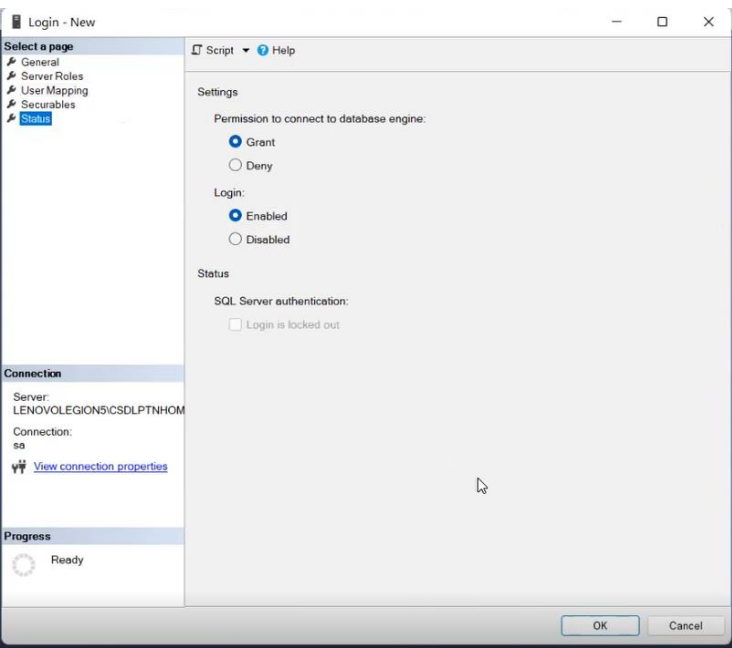 Login - New
Select a page
General
Server Roles
User Mapping
Securables
Status
Script
Help
Settings
Permission to connect to database engine:
Grant
Deny
Login:
Enabled
Disabled
Status
SQL Server authentication:
Login is locked out
Connection
Server:
LENOVOLEGION5\CSDLPTNHOM
Connection:
sa
View connection properties
Progress
Ready
OK
Cancel